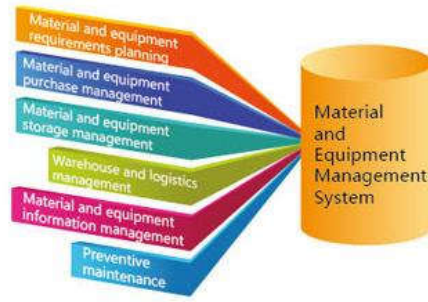 Material and equipment
requirements planning
Material and equipment
purchase management
Material and equipment
storage management
Warehouse and logistics
management
Material and equipment
information management
Preventive
maintenance
Material
and
Equipment
Management
System